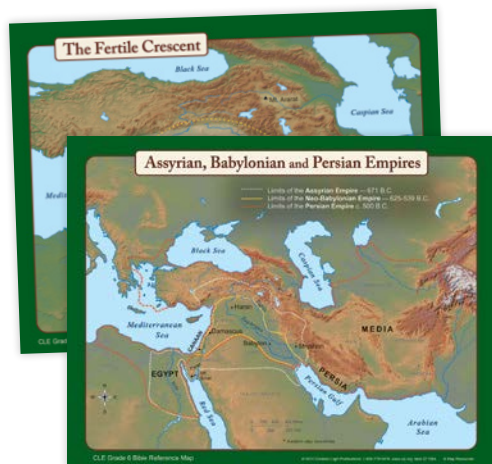 The Fertile Crescent
Black Sea
Mt. Ararat
Caspian Sea
CLE Grade
Assyrian, Babylonian and Persian Empires
Limits of the Assyrian Empire — 671 B.C.
Limits of the Neo-Babylonian Empire — 625-539 B.C.
Limits of the Persian Empire c. 500 B.C.
Black Sea
Caspian Sea
Mediterranean
Sea
Haran
Damascus
CANAAN
Babylon
Shushan
MEDIA
EGYPT
PERSIA
Persian Gulf
Red Sea
Arabian
Sea
CLE Grade 6 Bible Reference Map